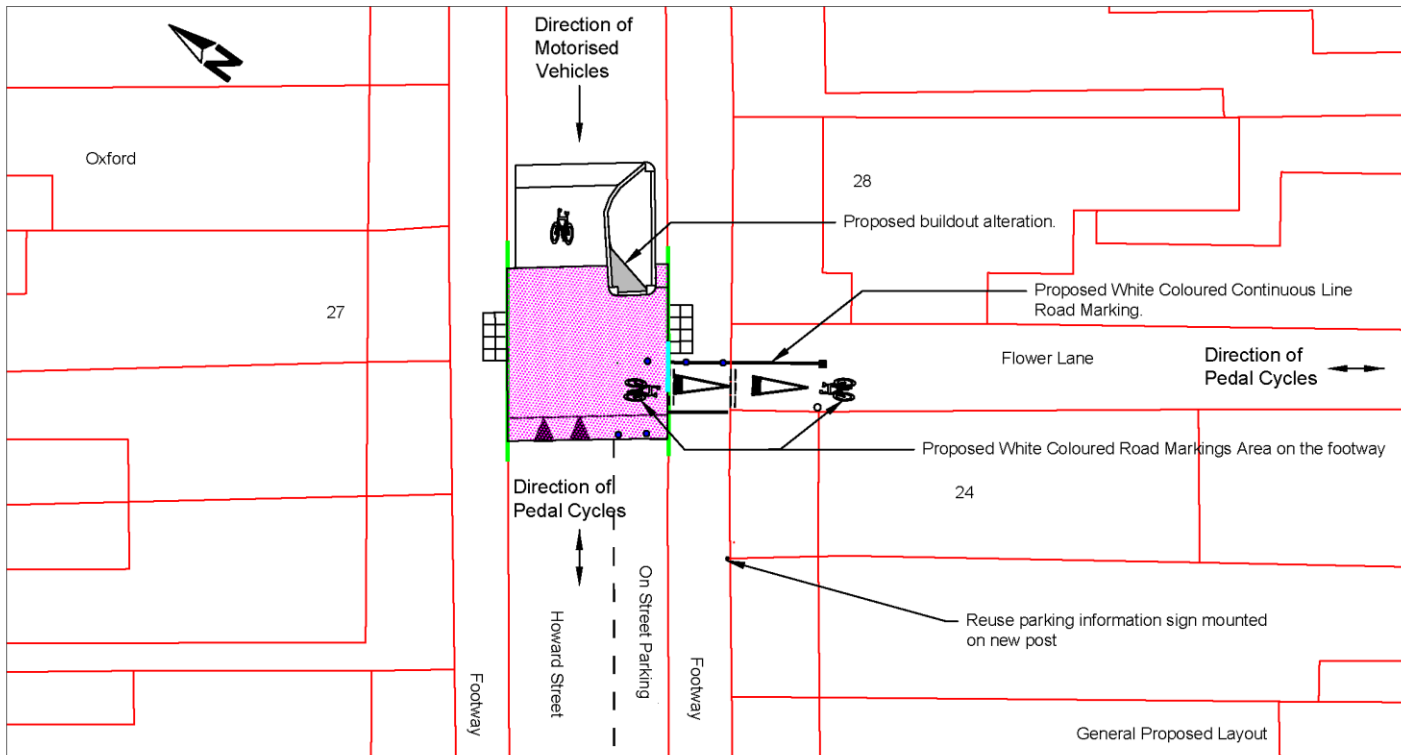 Direction of
Motorised
Vehicles
N
Oxford
28
Proposed buildout alteration.
27
Proposed White Coloured Continuous Line
Road Marking.
Flower Lane
Direction of
Pedal Cycles
Proposed White Coloured Road Markings Area on the footway
Direction of
Pedal Cycles
24
On Street Parking
Howard Street
Reuse parking information sign mounted
on new post
Footway
Footway
General Proposed Layout